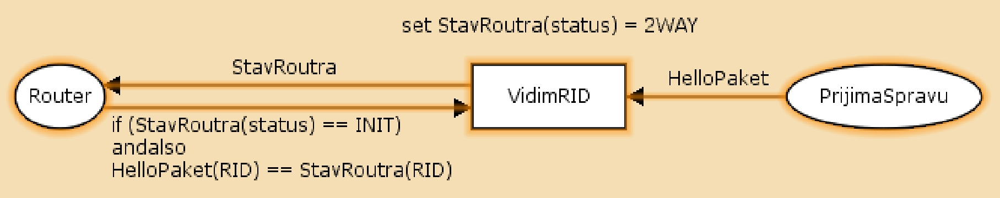 set StavRoutra(status) = 2WAY
StavRoutra
HelloPaket
Router
VidimRID
PrijimaSpravu
if (StavRoutra(status) == INIT)
andalso
HelloPaket(RID) == StavRoutra(RID)